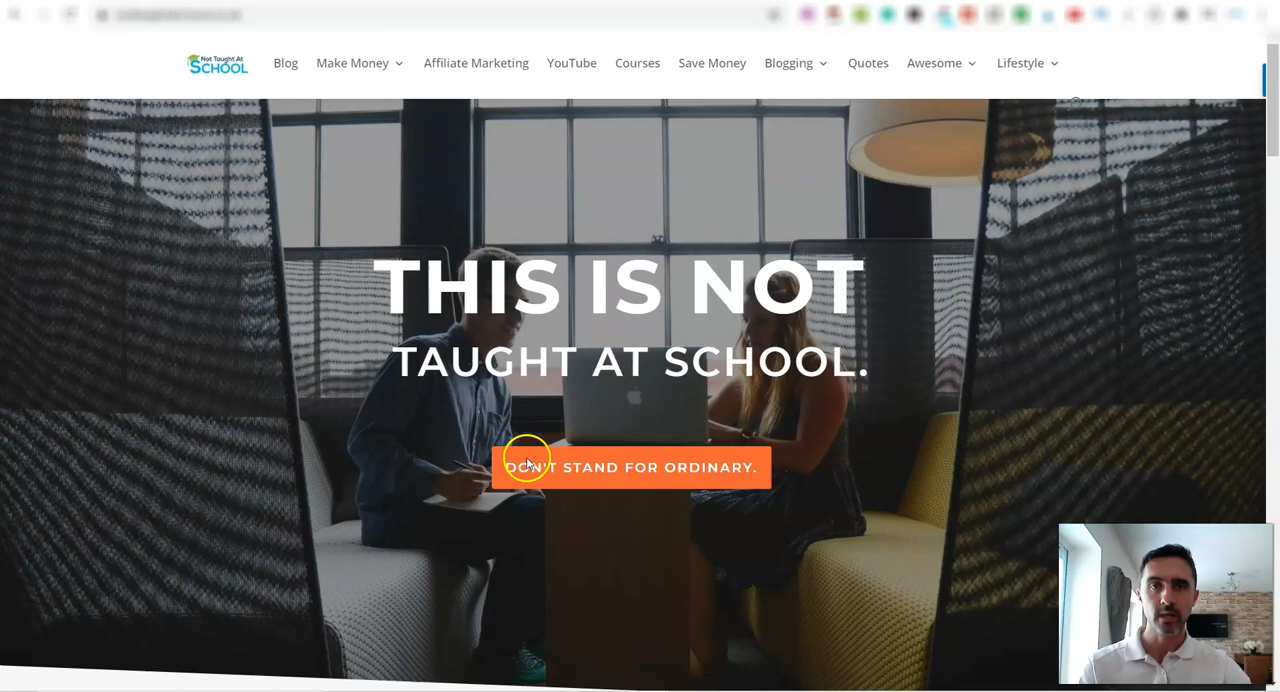 Not Taught At
SCHOOL
Blog Make Money Affiliate Marketing YouTube Courses Save Money Blogging Quotes Awesome Lifestyle
THIS IS NOT
TAUGHT AT SCHOOL.
DON'T STAND FOR ORDINARY.